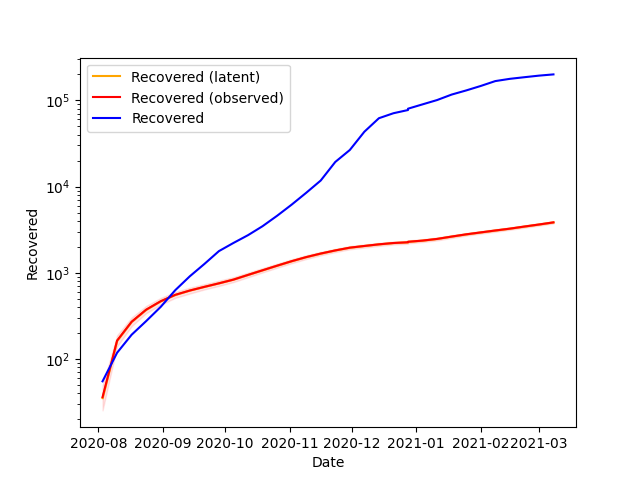 Recovered (latent)
Recovered (observed)
Recovered
10^5
10^4
10^3
10^2
Recovered
2020-08 2020-09 2020-10 2020-11 2020-12 2021-01 2021-02 2021-03
Date